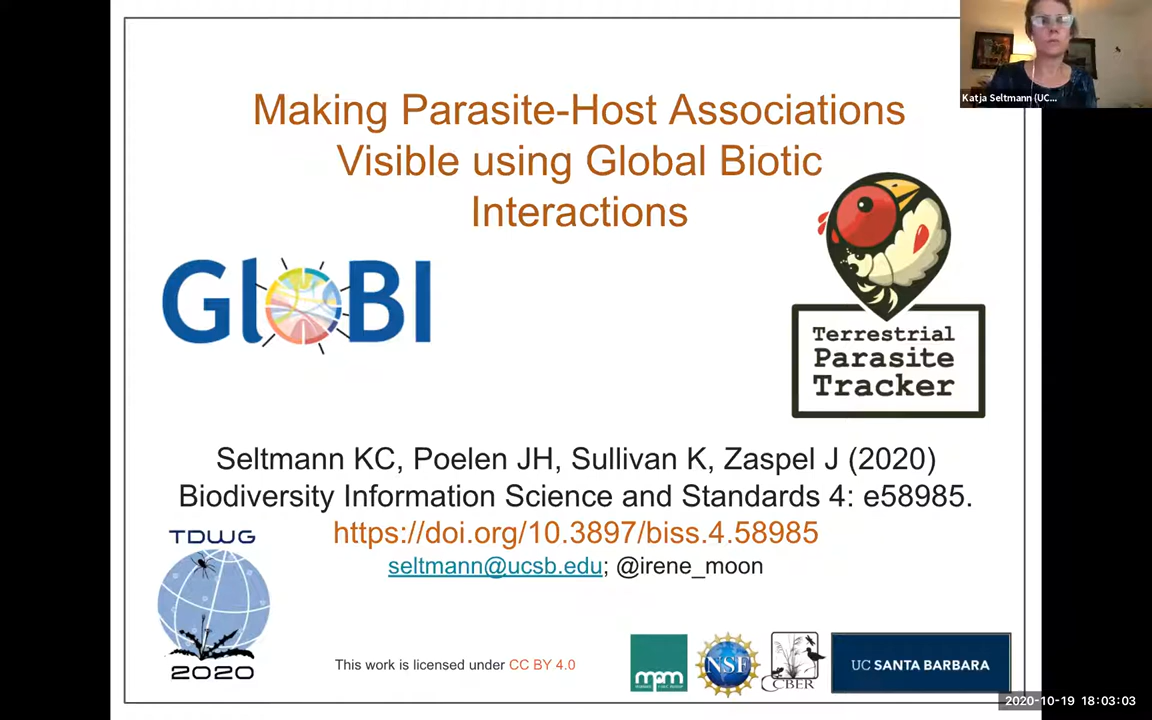 Making Parasite-Host Associations
Visible using Global Biotic
Interactions
Katja Seltmann (UC...
GloBI
Terrestrial
Parasite
Tracker
Seltmann KC, Poelen JH, Sullivan K, Zaspel J (2020)
Biodiversity Information Science and Standards 4: e58985.
https://doi.org/10.3897/biss.4.58985
seltmann@ucsb.edu; @irene_moon
TDWG
2020
This work is licensed under CC BY 4.0
mpm
NSF
CCBER
UC SANTA BARBARA
2020-10-19 18:03:03